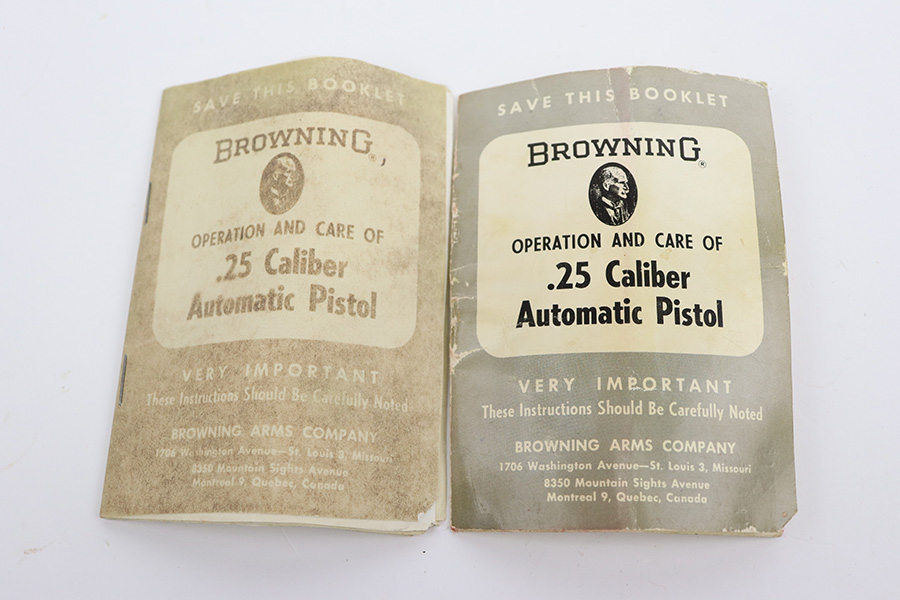 SAVE THIS BOOKLET
BROWNING®,
OPERATION AND CARE OF
.25 Caliber
Automatic Pistol
VERY IMPORTANT
These Instructions Should Be Carefully Noted
BROWNING ARMS COMPANY
1706 Washington Avenue—St. Louis 3, Missouri
8350 Mountain Sights Avenue
Montreal 9, Quebec, Canada
SAVE THIS BOOKLET
BROWNING®
OPERATION AND CARE OF
.25 Caliber
Automatic Pistol
VERY IMPORTANT
These Instructions Should Be Carefully Noted
BROWNING ARMS COMPANY
1706 Washington Avenue—St. Louis 3, Missouri
8350 Mountain Sights Avenue
Montreal 9, Quebec, Canada